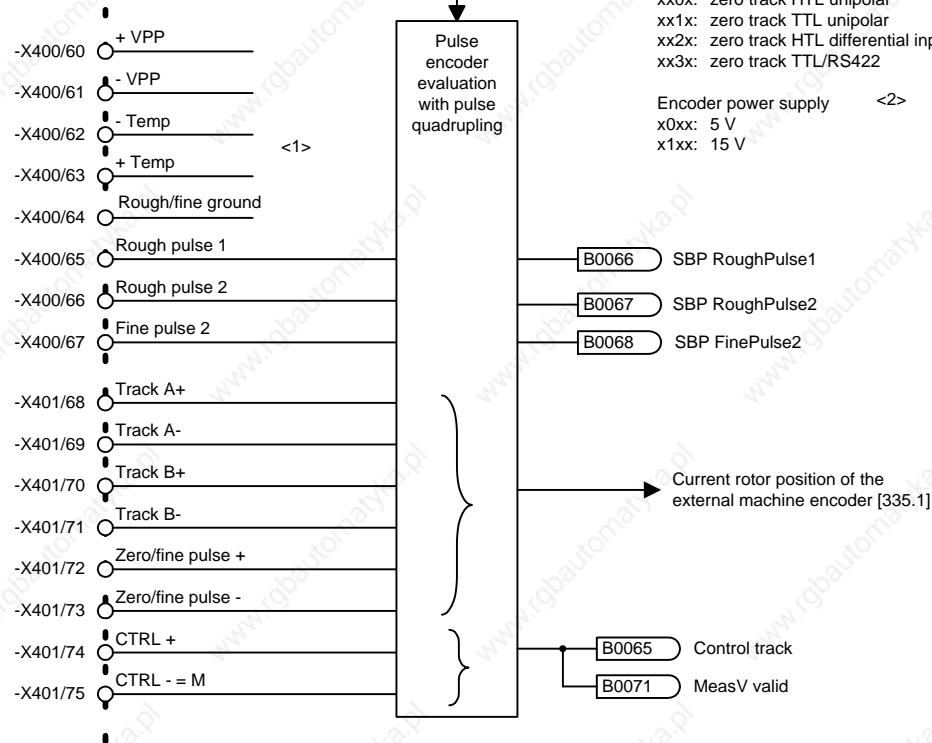 xx0x: zero track HTL unipolar
xx1x: zero track TTL unipolar
xx2x: zero track HTL differential
xx3x: zero track TTL/RS422
Encoder power supply <2>
x0xx: 5 V
x1xx: 15 V
Pulse
encoder
evaluation
with pulse
quadrupling
-X400/60 + VPP
-X400/61 - VPP
-X400/62 - Temp
<1>
-X400/63 + Temp
-X400/64 Rough/fine ground
-X400/65 Rough pulse 1
-X400/66 Rough pulse 2
-X400/67 Fine pulse 2
B0066 SBP RoughPulse1
B0067 SBP RoughPulse2
B0068 SBP FinePulse2
-X401/68 Track A+
-X401/69 Track A-
-X401/70 Track B+
-X401/71 Track B-
-X401/72 Zero/fine pulse +
-X401/73 Zero/fine pulse -
-X401/74 CTRL +
-X401/75 CTRL - = M
Current rotor position of the
external machine encoder [335.1]
B0065 Control track
B0071 MeasV valid
www.rgbautomatyka.pl